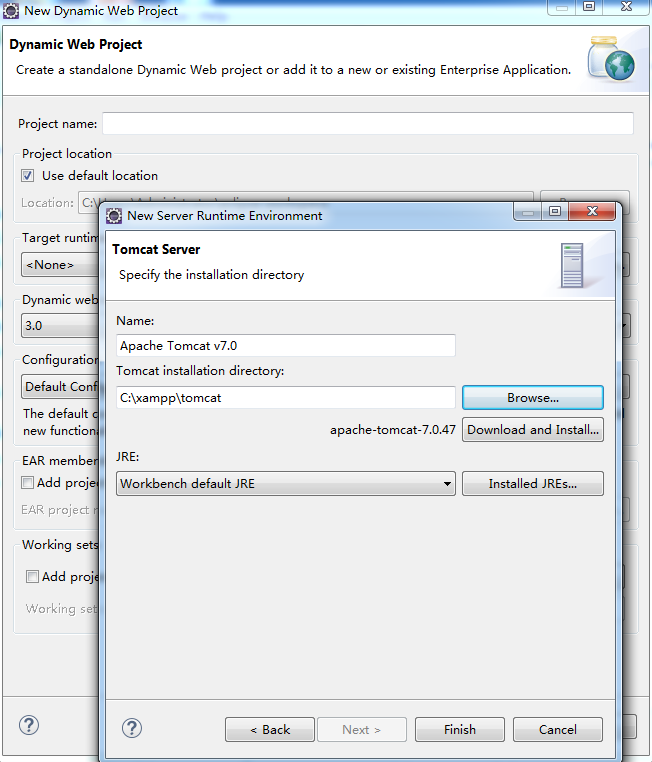 New Dynamic Web Project
Dynamic Web Project
Create a standalone Dynamic Web project or add it to a new or existing Enterprise Application.
Project name:
Project location
Use default location
Location:
New Server Runtime Environment
Target runtim
<None>
Tomcat Server
Specify the installation directory
Dynamic web
3.0
Name:
Apache Tomcat v7.0
Configuration
Default Conf
Tomcat installation directory:
C:\xampp\tomcat
Browse...
The default c
new functiona
apache-tomcat-7.0.47
Download and Install...
EAR member
Add projec
EAR project n
JRE:
Workbench default JRE
Installed JREs...
Working sets
Add proje
Working set
< Back
Next >
Finish
Cancel